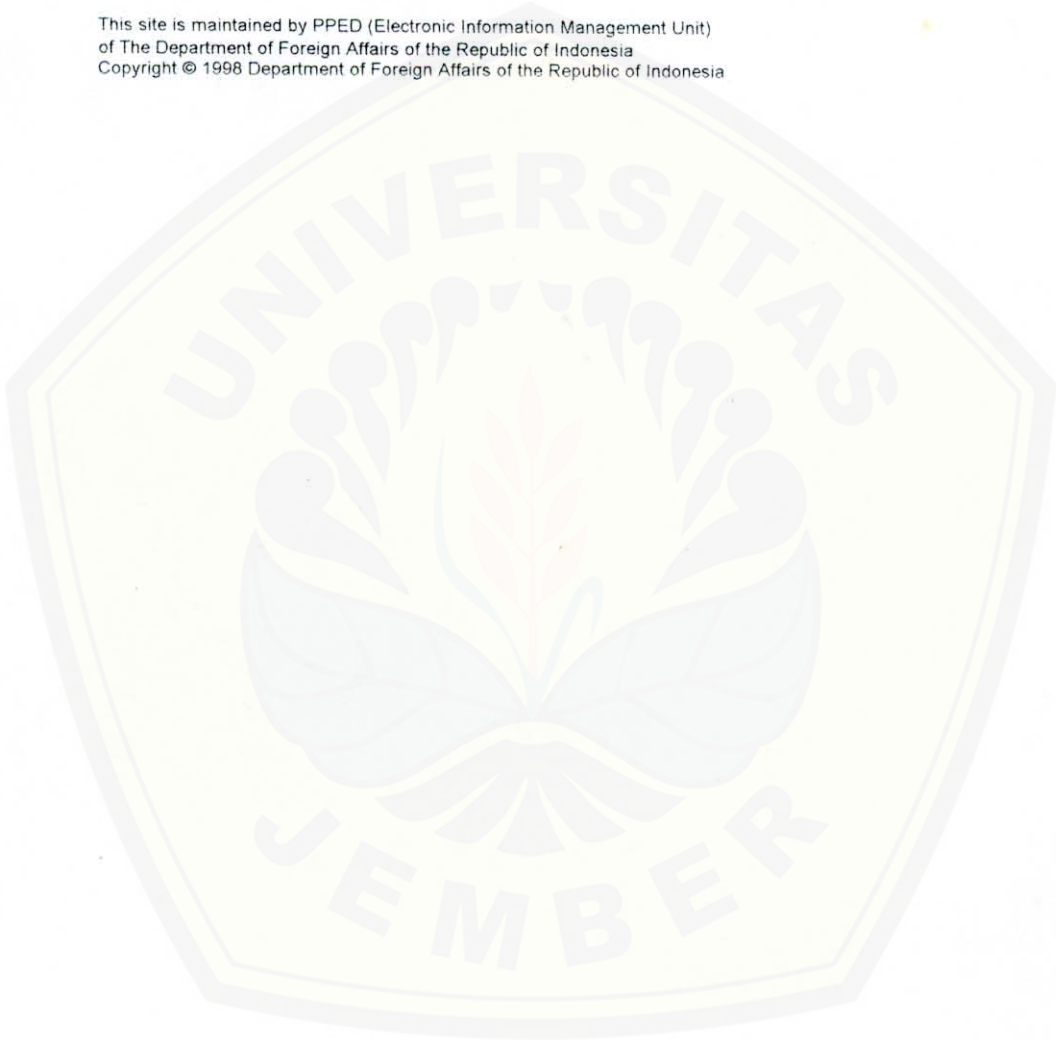 This site is maintained by PPED (Electronic Information Management Unit)
of The Department of Foreign Affairs of the Republic of Indonesia
Copyright © 1998 Department of Foreign Affairs of the Republic of Indonesia
UNIVERSITAS
JEMBER